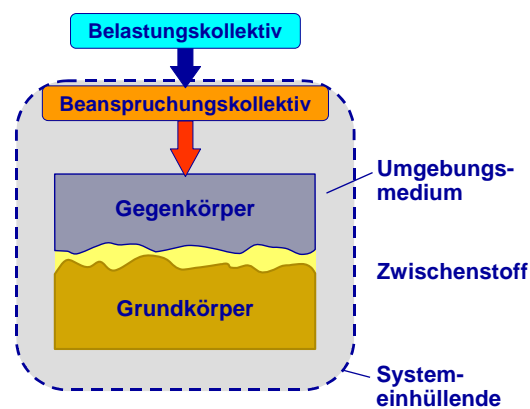 Belastungskollektiv
Beanspruchungskollektiv
Umgebungs-
medium
Gegenkörper
Zwischenstoff
Grundkörper
System-
einhüllende